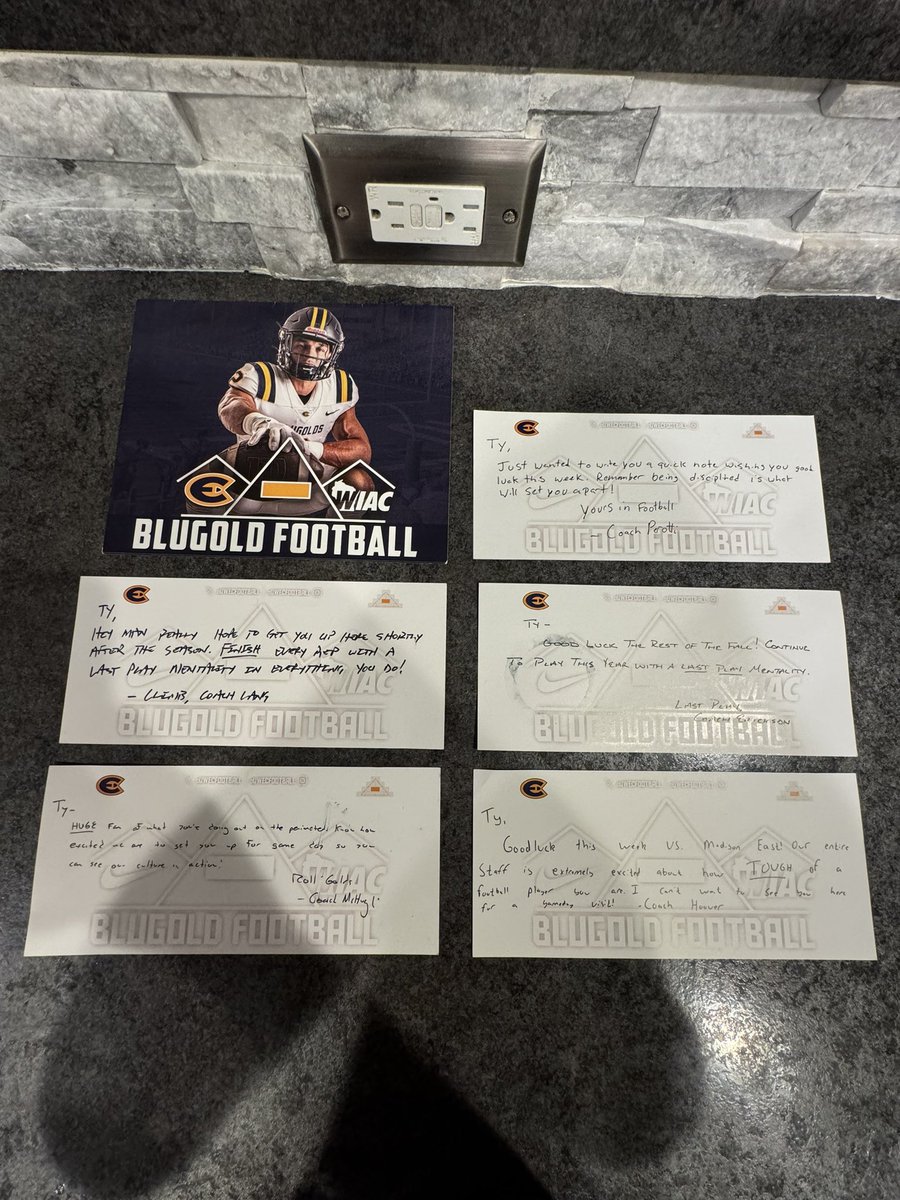 UGOLDS
WIAC
BLUGOLD FOOTBALL
Ty,
Just wanted to write you a quick note wishing you good
luck this week. Remember being discipled is what
will set you apart!
Yours in Football
- Coach
BLUGOLD FOOTBALL
TY,
HEY MAN REALLY HOPE TO GET YOU UP HERE SHORTLY
AFTER THE SEASON. FINISH EVERY REP WITH A
LAST PLAY MENTALITY IN EVERYTHING YOU DO!
- CLIMB, COACH LANG
WIAC
BLUGOLD FOOTBALL
TY-
GOOD LUCK THE REST OF THE FALL! CONTINUE
TO PLAY THIS YEAR WITH A LAST PLAY MENTALITY.
LAST PLAY
COACH ERICKSON
WIAC
BLUGOLD FOOTBALL
Ty-
HUGE Fan of what you're doing out on the perimeter. Know how
excited we are to get you up for game day so you
can see our culture in action!
Roll Golds,
- Coach
WIAC
BLUGOLD FOOTBALL
Ty,
Good luck this week VS. Madison East! Our entire
Staff is extremely excited about how TOUGH of a
football player you are. I can't wait to see you here
for a gameday visit! -Coach Hoover
BLUGOLD FOOTBALL